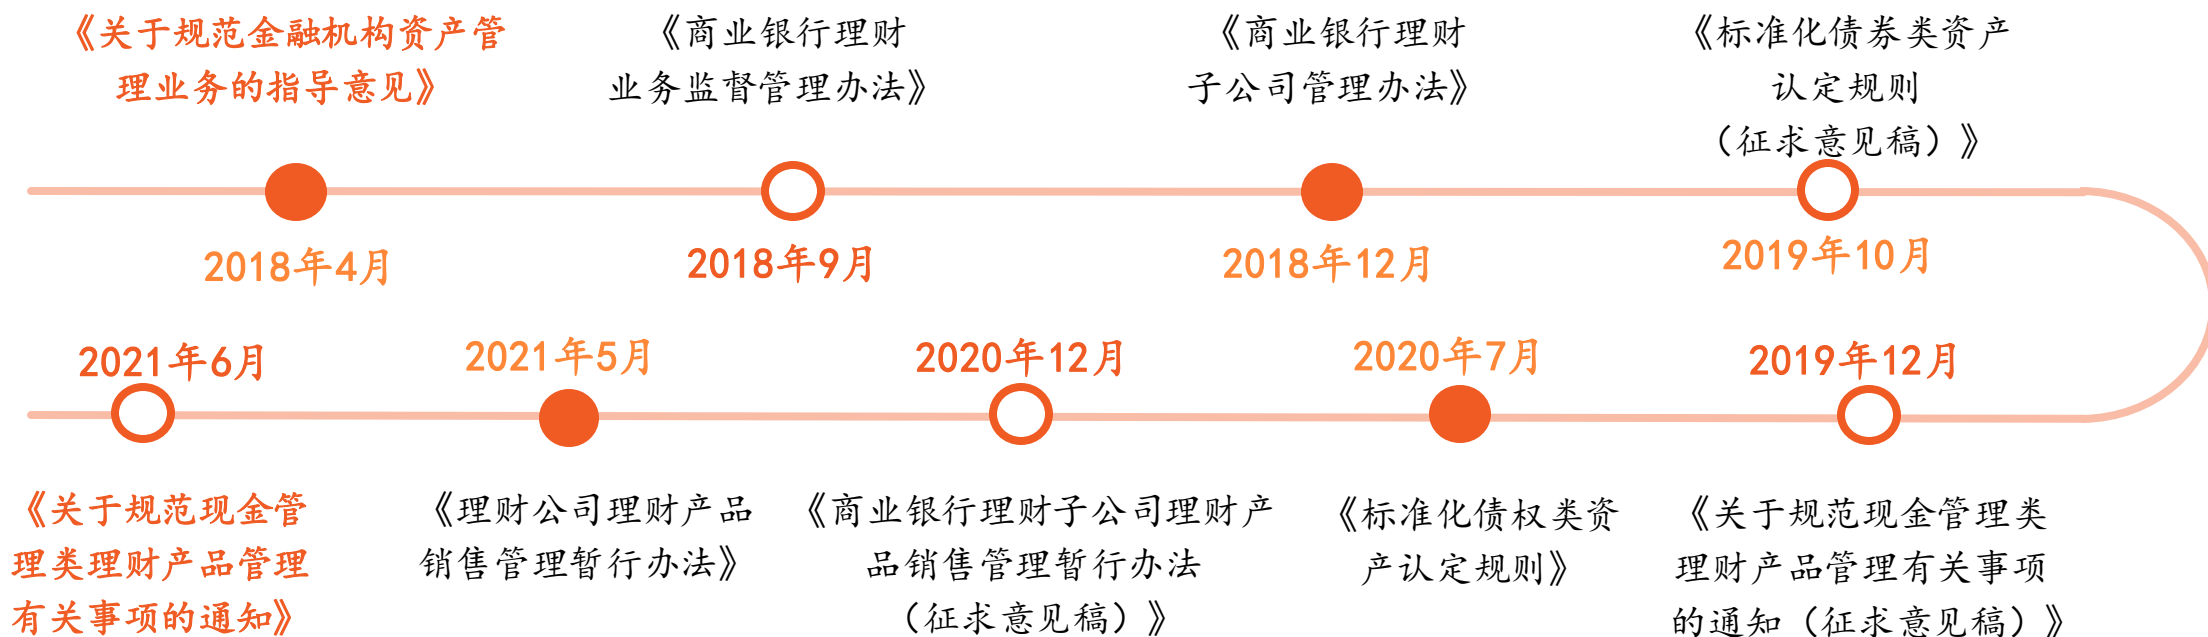 《关于规范金融机构资产管
理业务的指导意见》
《商业银行理财
业务监督管理办法》
《商业银行理财
子公司管理办法》
《标准化债券类资产
认定规则
（征求意见稿）》
2018年4月
2018年9月
2018年12月
2019年10月
2021年6月
2021年5月
2020年12月
2020年7月
2019年12月
《关于规范现金管
理类理财产品管理
有关事项的通知》
《理财公司理财产品
销售管理暂行办法》
《商业银行理财子公司理财产
品销售管理暂行办法
（征求意见稿）》
《标准化债权类资
产认定规则》
《关于规范现金管理类
理财产品管理有关事项
的通知（征求意见稿）》